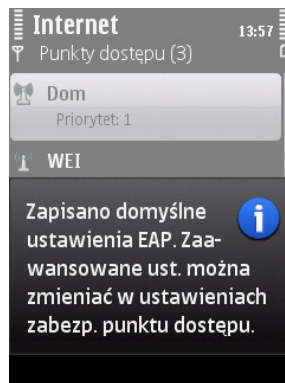 Internet
13:57
Punkty dostępu (3)
Dom
Priorytet: 1
WEI
Zapisano domyślne
ustawienia EAP. Zaa-
wansowane ust. można
zmieniać w ustawieniach
zabezp. punktu dostępu.